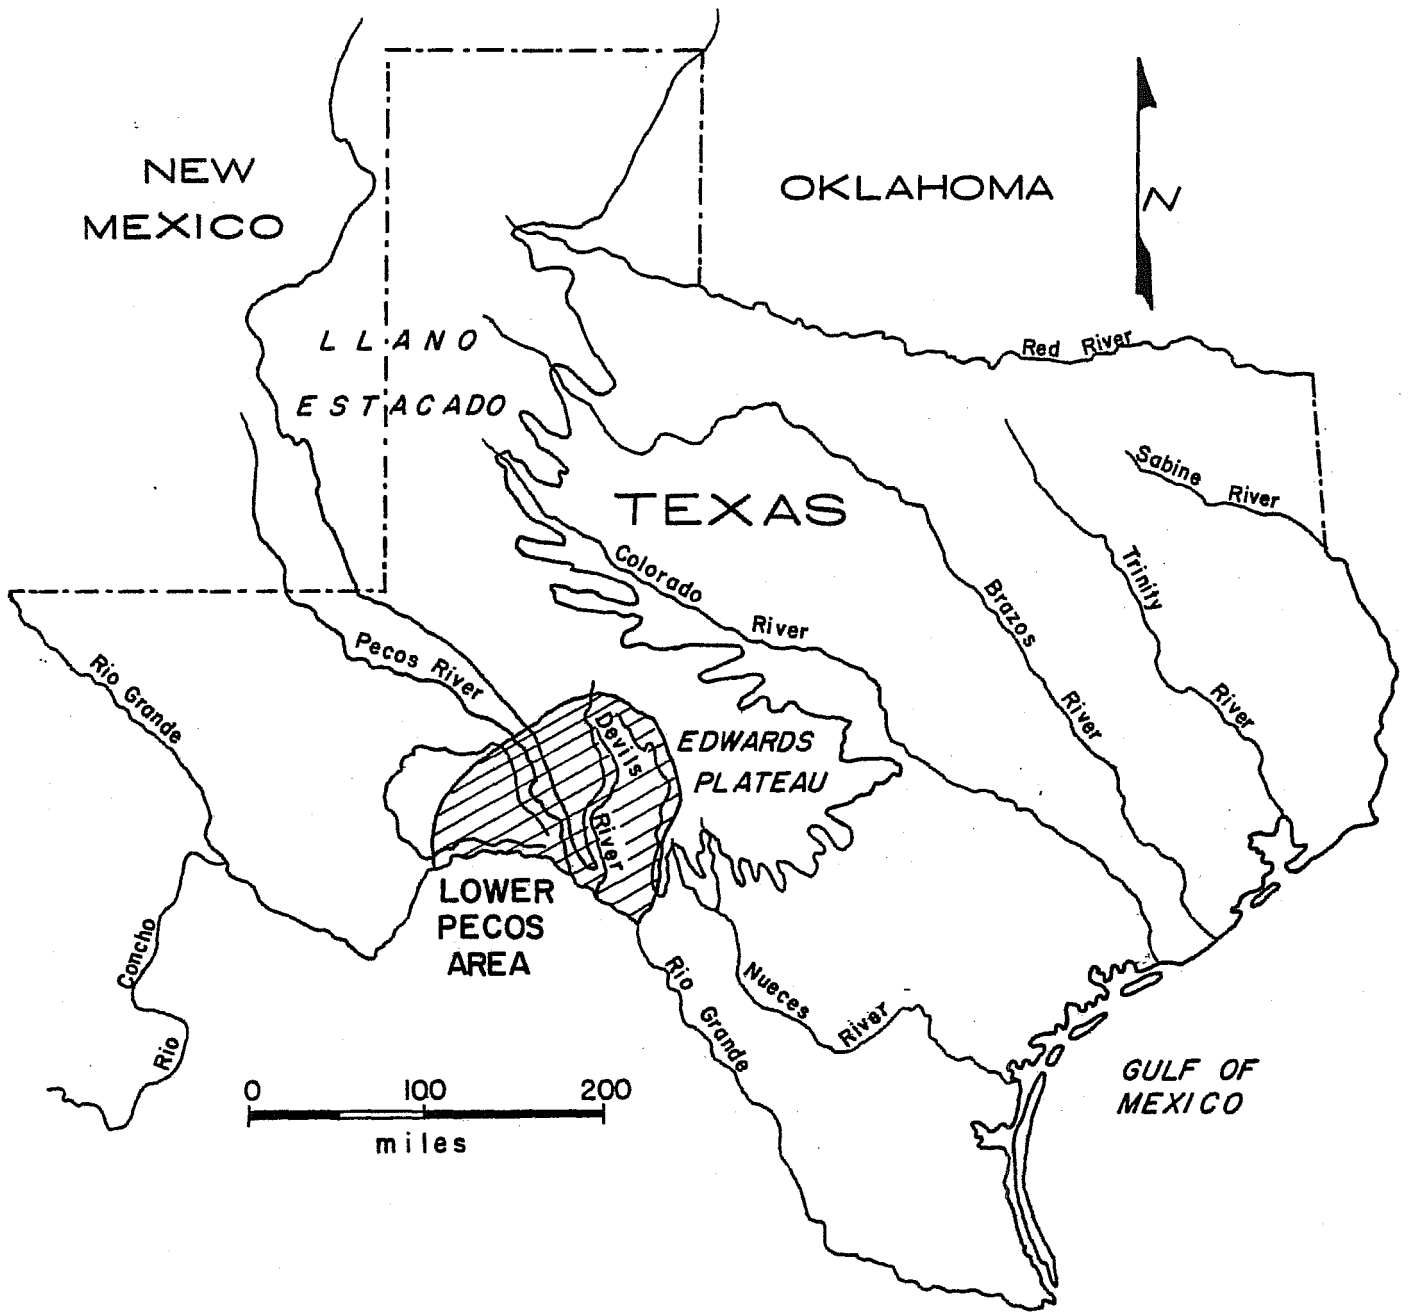 NEW
MEXICO
OKLAHOMA
N
LLANO
ESTACADO
Red River
Sabine River
TEXAS
Colorado River
Brazos River
Trinity River
Pecos River
Rio Grande
Devils River
EDWARDS
PLATEAU
LOWER
PECOS
AREA
Concho
Rio
Rio Grande
Nueces River
GULF OF
MEXICO
0 100 200
miles